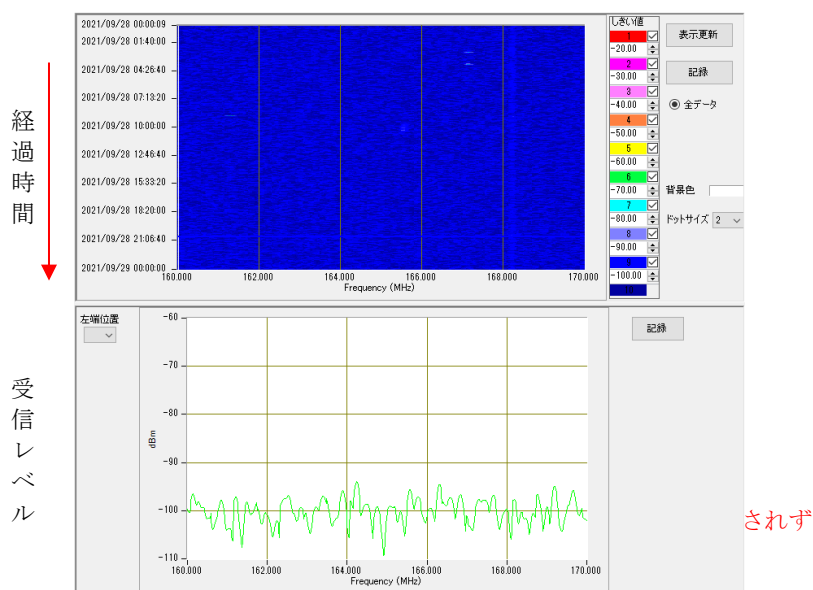 経過時間
2021/09/28 00:00:09
2021/09/28 01:40:00
2021/09/28 04:26:40
2021/09/28 07:13:20
2021/09/28 10:00:00
2021/09/28 12:46:40
2021/09/28 15:33:20
2021/09/28 18:20:00
2021/09/28 21:06:40
2021/09/29 00:00:00
160.000 162.000 164.000 166.000 168.000 170.000
Frequency (MHz)
しきい値
1
-20.00
2
-30.00
3
-40.00
4
-50.00
5
-60.00
6
-70.00
7
-80.00
8
-90.00
9
-100.00
10
表示更新
記録
全データ
背景色
ドットサイズ 2
受信レベル
左端位置
-60
-70
-80
-90
-100
-110
dBm
160.000 162.000 164.000 166.000 168.000 170.000
Frequency (MHz)
記録
されず